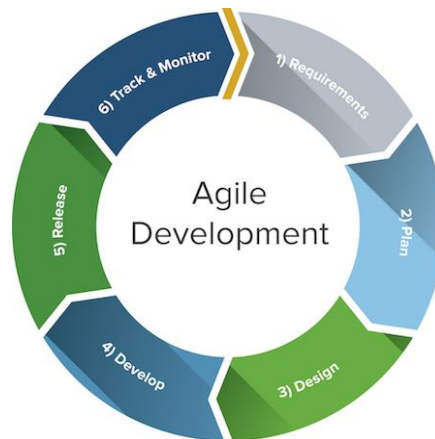 Agile
Development
1) Requirements
2) Plan
3) Design
4) Develop
5) Release
6) Track & Monitor